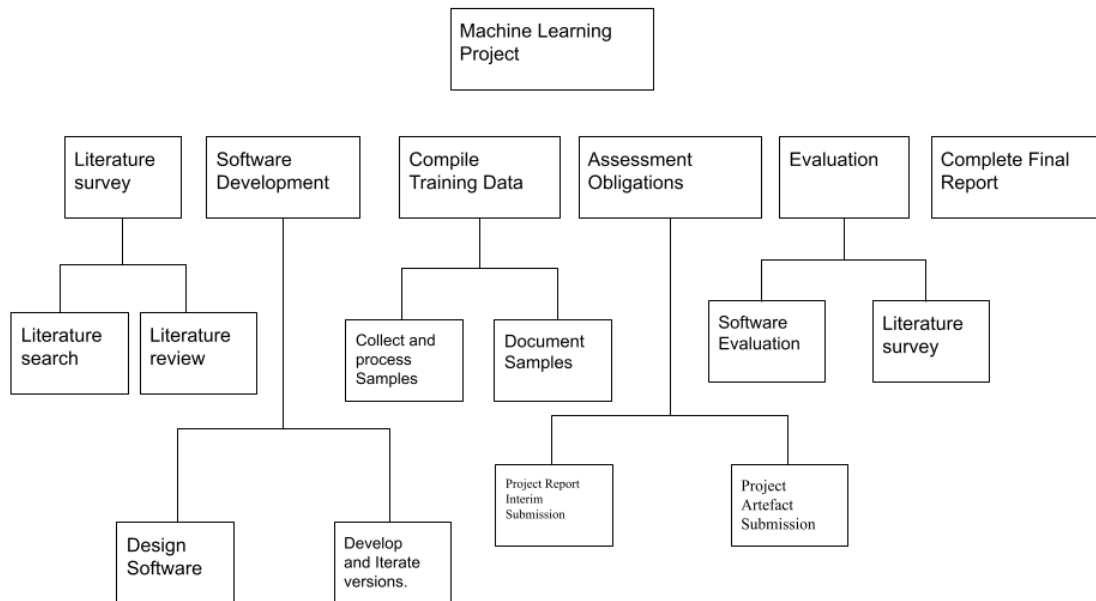 Machine Learning
Project
Literature
survey
Software
Development
Compile
Training Data
Assessment
Obligations
Evaluation
Complete Final
Report
Literature
search
Literature
review
Collect and
process
Samples
Document
Samples
Software
Evaluation
Literature
survey
Design
Software
Develop
and Iterate
versions.
Project Report
Interim
Submission
Project
Artefact
Submission